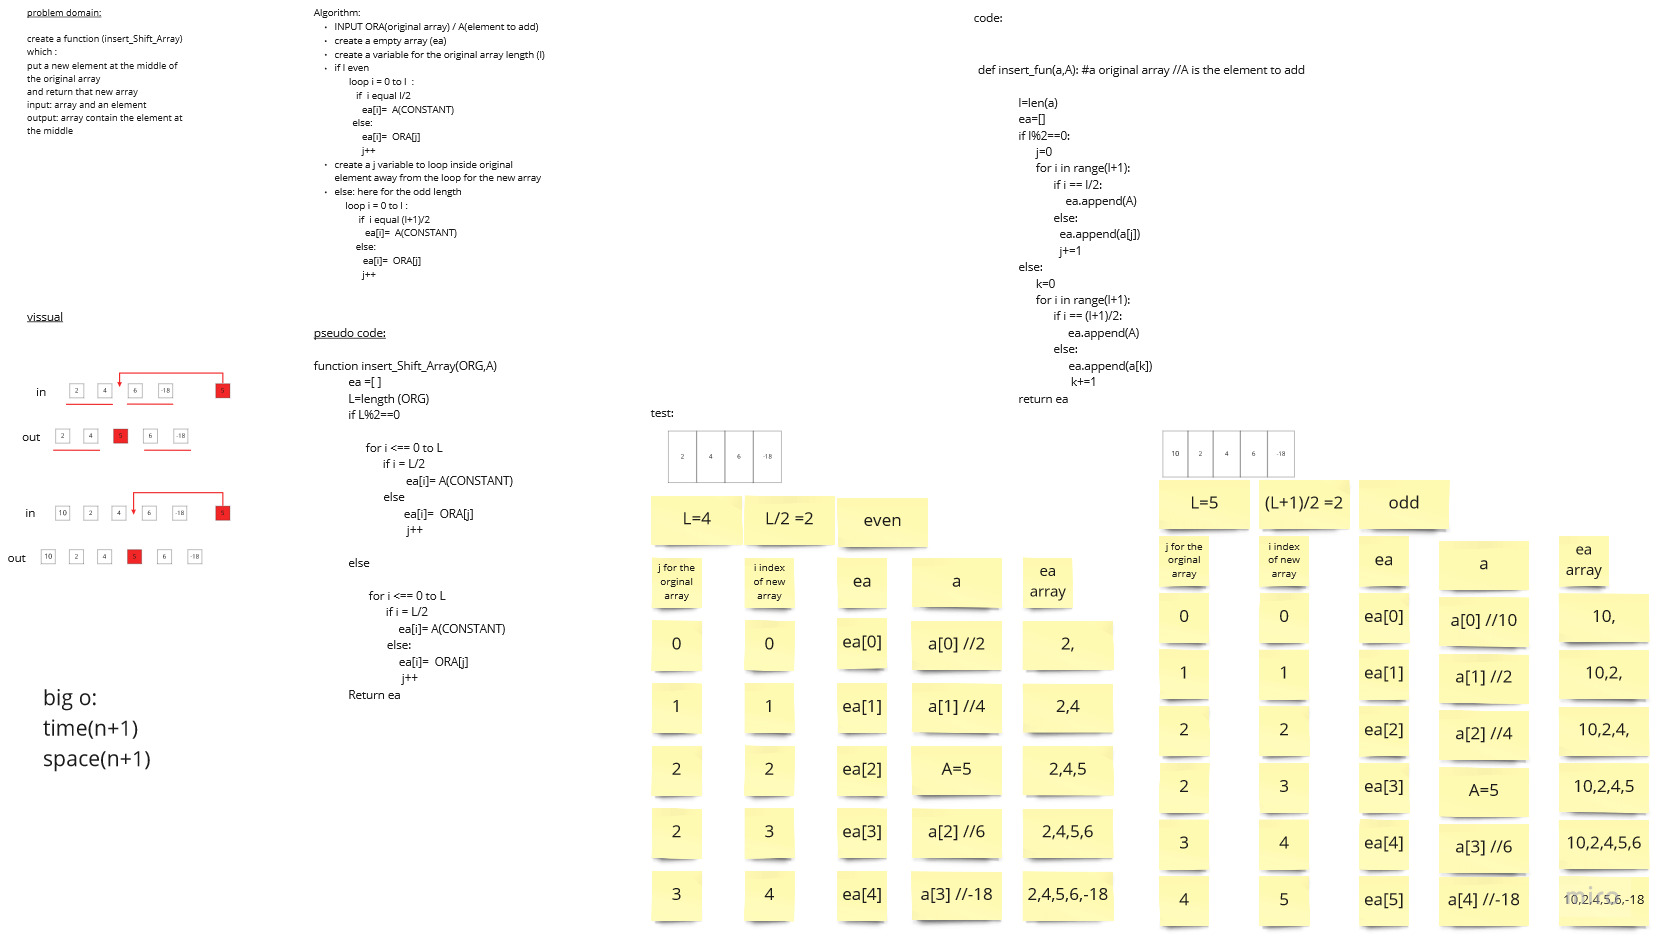 problem domain:
create a function (insert_Shift_Array)
which :
put a new element at the middle of
the original array
and return that new array
input: array and an element
output: array contain the element at
the middle
Algorithm:
• INPUT ORA(original array) / A(element to add)
• create a empty array (ea)
• create a variable for the original array length (l)
• if l even
loop i = 0 to l :
if i equal l/2
ea[i]= A(CONSTANT)
else:
ea[i]= ORA[j]
j++
• create a j variable to loop inside original
element away from the loop for the new array
• else: here for the odd length
loop i = 0 to l :
if i equal (l+1)/2
ea[i]= A(CONSTANT)
else:
ea[i]= ORA[j]
j++
code:
def insert_fun(a,A): #a original array //A is the element to add
l=len(a)
ea=[]
if l%2==0:
j=0
for i in range(l+1):
if i == l/2:
ea.append(A)
else:
ea.append(a[j])
j+=1
else:
k=0
for i in range(l+1):
if i == (l+1)/2:
ea.append(A)
else:
ea.append(a[k])
k+=1
return ea
vissual
in 2 4 6 -18 5
out 2 4 5 6 -18
in 10 2 4 6 -18 5
out 10 2 4 5 6 -18
big o:
time(n+1)
space(n+1)
pseudo code:
function insert_Shift_Array(ORG,A)
ea =[ ]
L=length (ORG)
if L%2==0
for i <== 0 to L
if i = L/2
ea[i]= A(CONSTANT)
else
ea[i]= ORA[j]
j++
else
for i <== 0 to L
if i = L/2
ea[i]= A(CONSTANT)
else:
ea[i]= ORA[j]
j++
Return ea
test:
2 4 6 -18
L=4 L/2 =2 even
j for the orginal array i index of new array ea a ea array
0 0 ea[0] a[0] //2 2,
1 1 ea[1] a[1] //4 2,4
2 2 ea[2] A=5 2,4,5
2 3 ea[3] a[2] //6 2,4,5,6
3 4 ea[4] a[3] //-18 2,4,5,6,-18
10 2 4 6 -18
L=5 (L+1)/2 =2 odd
j for the orginal array i index of new array ea a ea array
0 0 ea[0] a[0] //10 10,
1 1 ea[1] a[1] //2 10,2,
2 2 ea[2] a[2] //4 10,2,4,
2 3 ea[3] A=5 10,2,4,5
3 4 ea[4] a[3] //6 10,2,4,5,6
4 5 ea[5] a[4] //-18 10,2,4,5,6,-18
miro